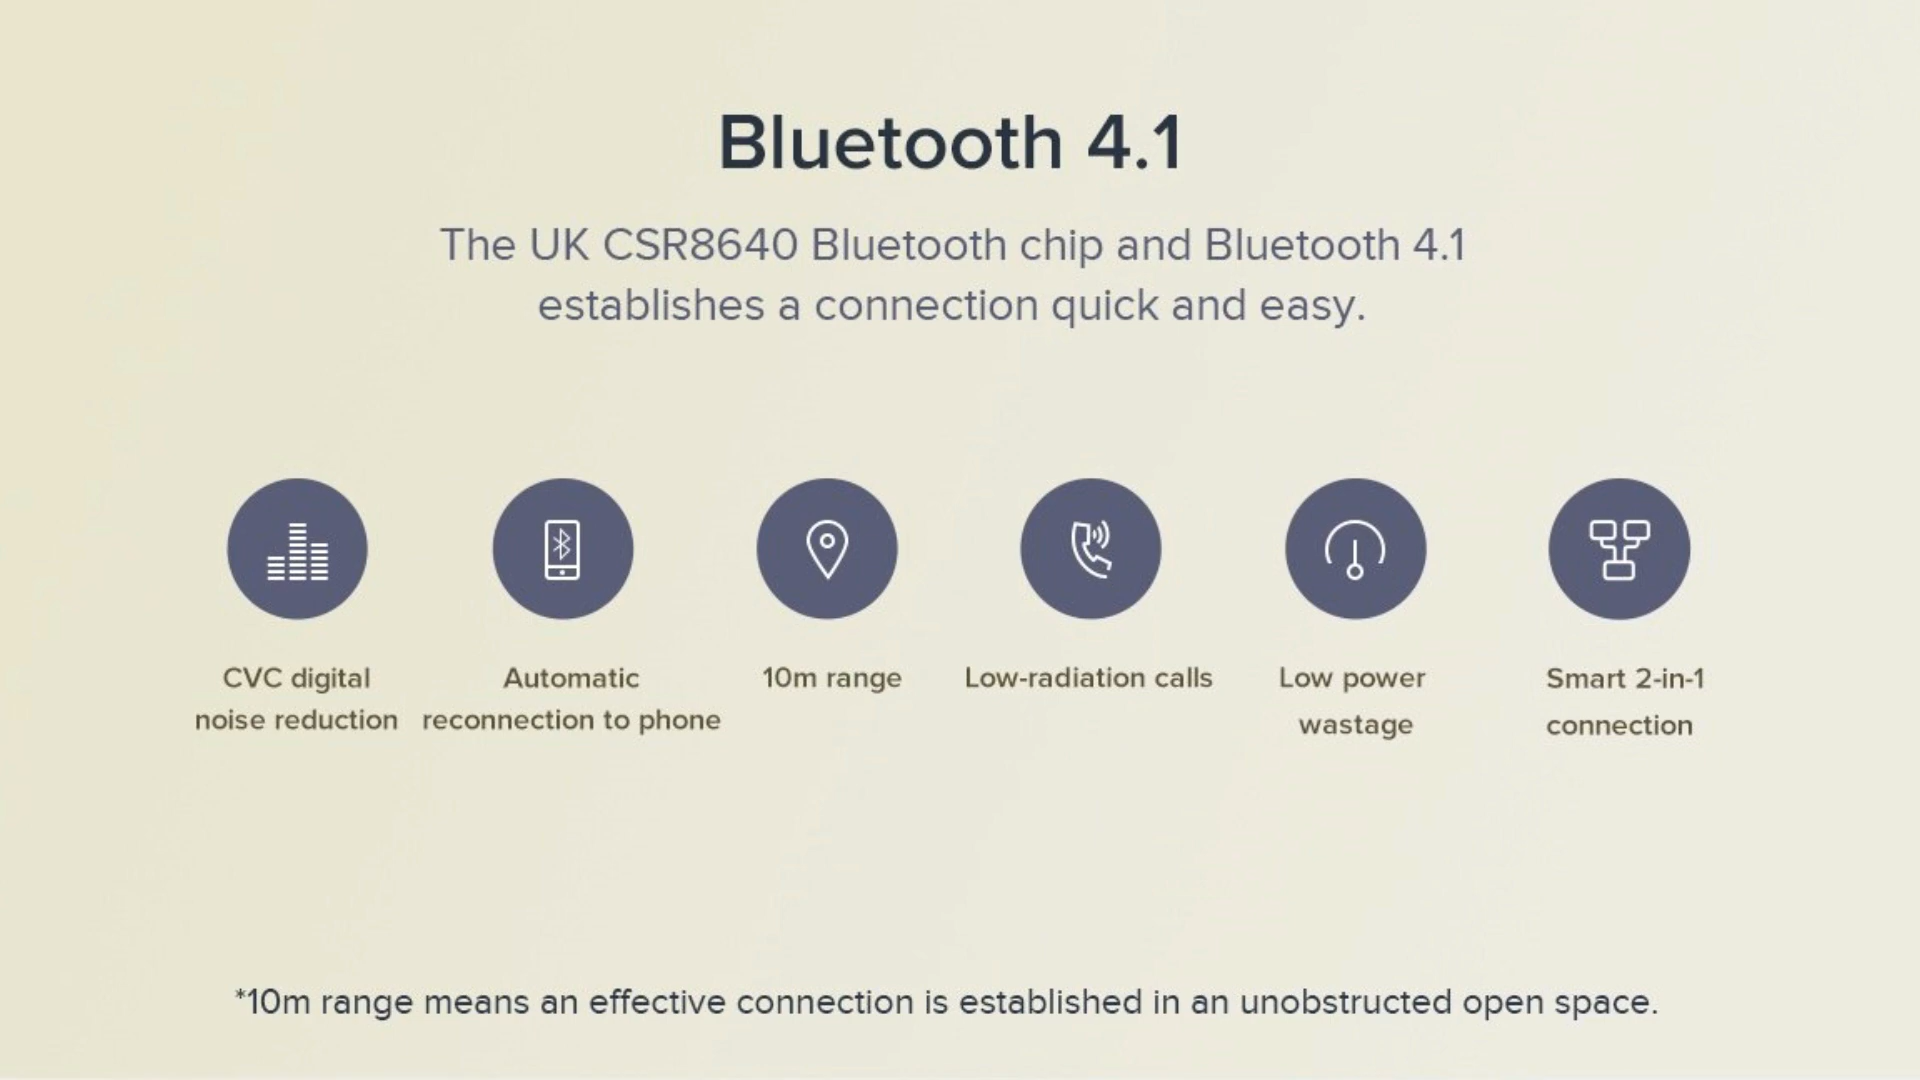 Bluetooth 4.1
The UK CSR8640 Bluetooth chip and Bluetooth 4.1
establishes a connection quick and easy.
CVC digital
noise reduction
Automatic
reconnection to phone
10m range
Low-radiation calls
Low power
wastage
Smart 2-in-1
connection
*10m range means an effective connection is established in an unobstructed open space.